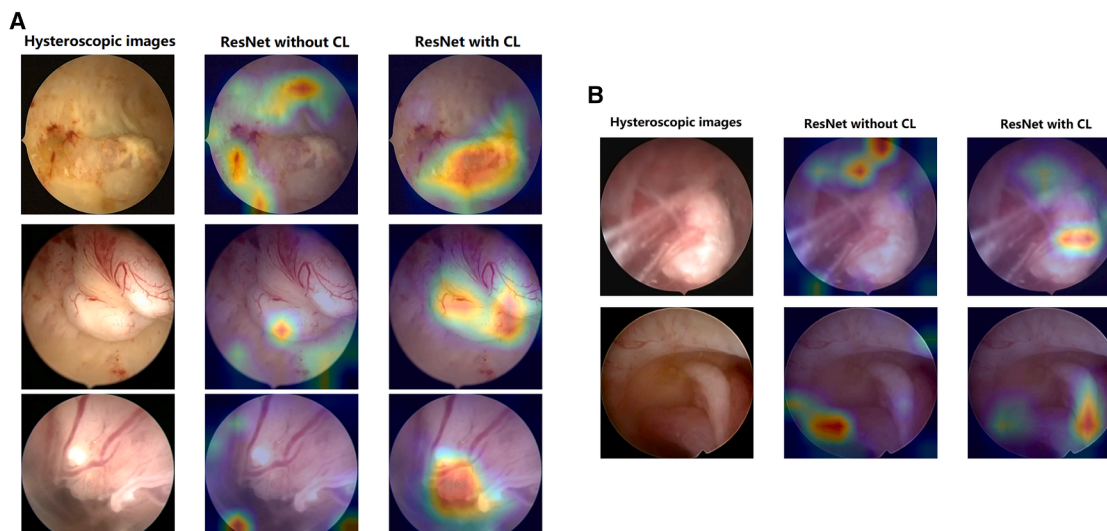 A
Hysteroscopic images
ResNet without CL
ResNet with CL
B
Hysteroscopic images
ResNet without CL
ResNet with CL